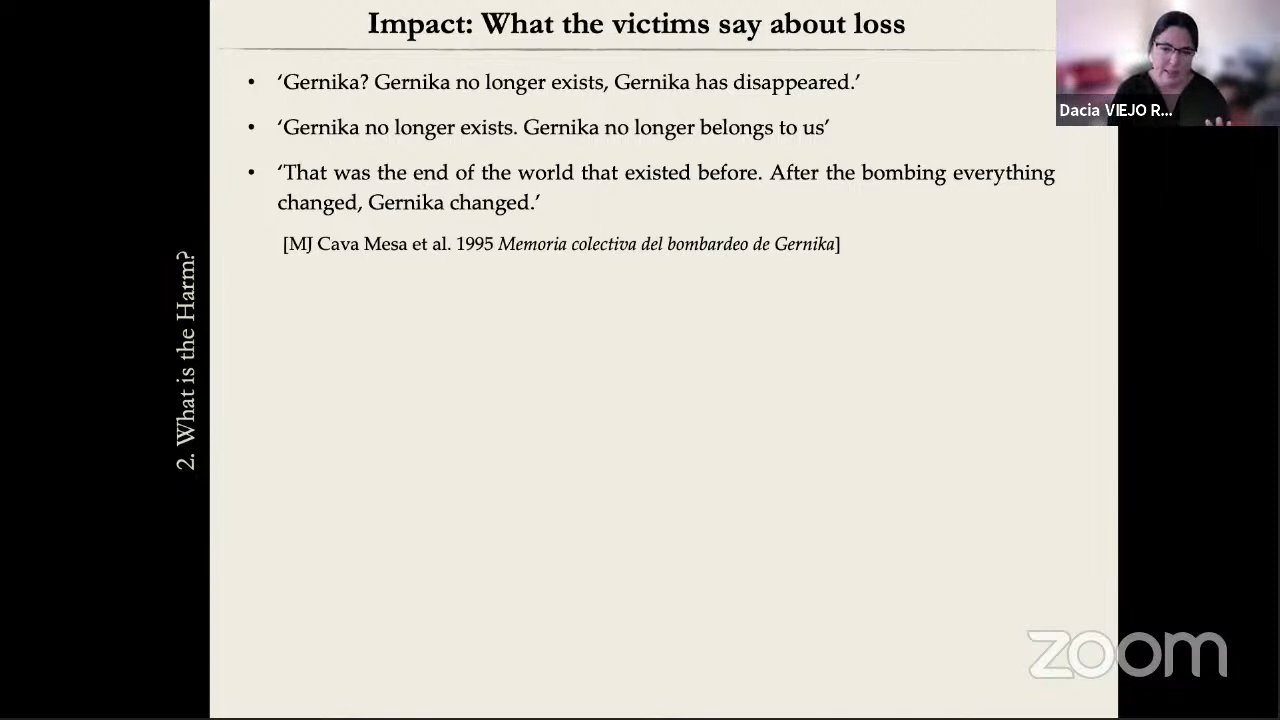 Impact: What the victims say about loss
• ‘Gernika? Gernika no longer exists, Gernika has disappeared.’
• ‘Gernika no longer exists. Gernika no longer belongs to us’
• ‘That was the end of the world that existed before. After the bombing everything
changed, Gernika changed.’
[MJ Cava Mesa et al. 1995 Memoria colectiva del bombardeo de Gernika]
2. What is the Harm?
Dacia VIEJO R...
zoom